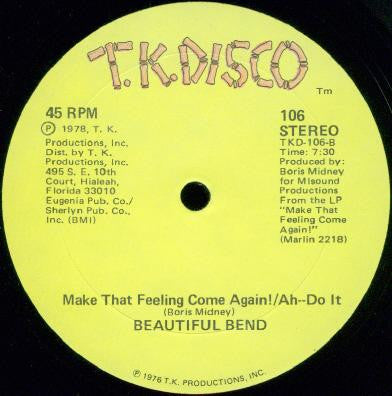 T.K.DISCO
Tm
45 RPM
Ⓟ 1978, T. K.
Productions, Inc.
Dist. by T. K.
Productions, Inc.
495 S. E. 10th
Court, Hialeah,
Florida 33010
Eugenia Pub. Co./
Sherlyn Pub. Co.,
Inc. (BMI)
106
STEREO
TKD-106-B
Time: 7:30
Produced by:
Boris Midney
for MIsound
Productions
From the LP
"Make That
Feeling Come
Again!"
(Marlin 2218)
Make That Feeling Come Again!/Ah--Do It
(Boris Midney)
BEAUTIFUL BEND
Ⓟ 1976 T.K. PRODUCTIONS, INC.